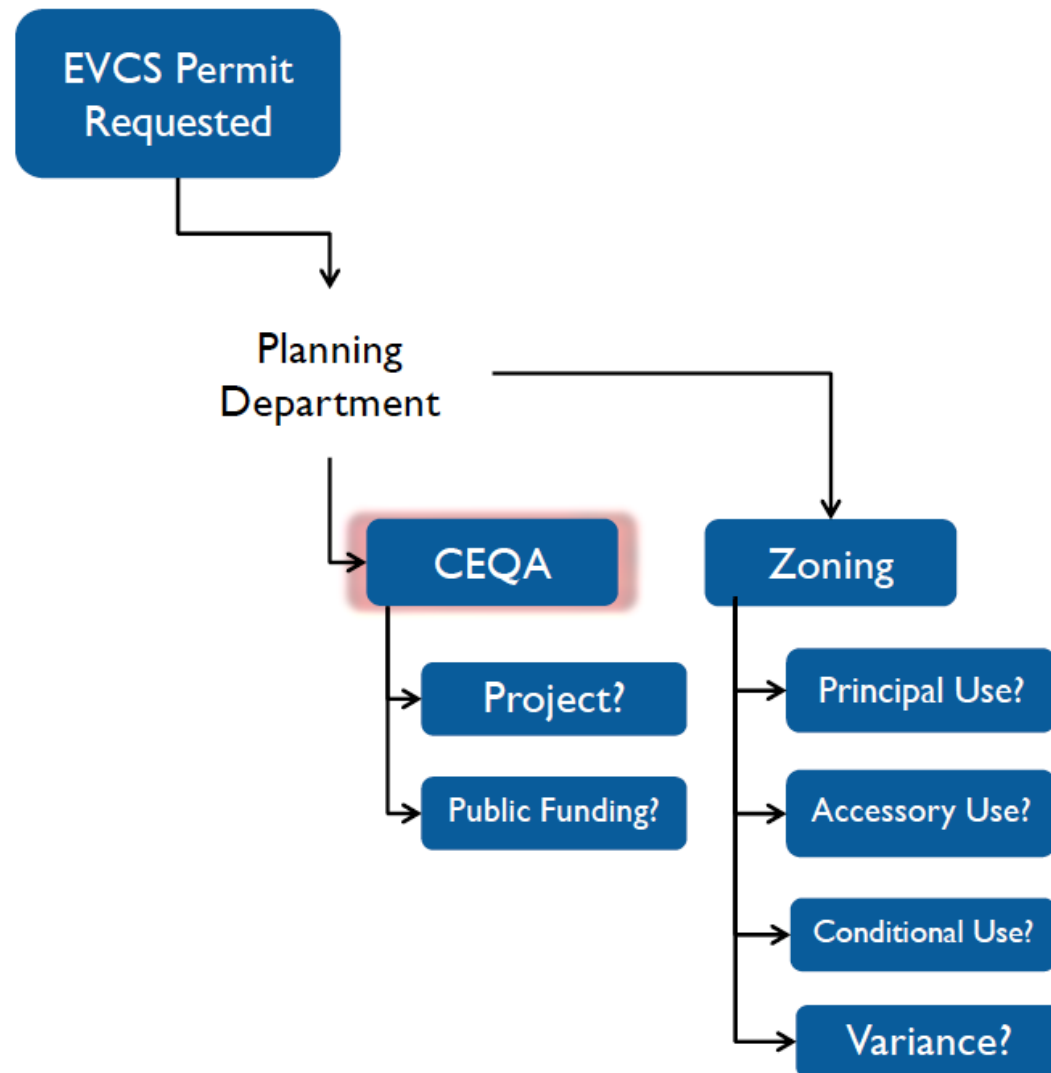 EVCS Permit
Requested
Planning
Department
CEQA
Zoning
Project?
Principal Use?
Public Funding?
Accessory Use?
Conditional Use?
Variance?